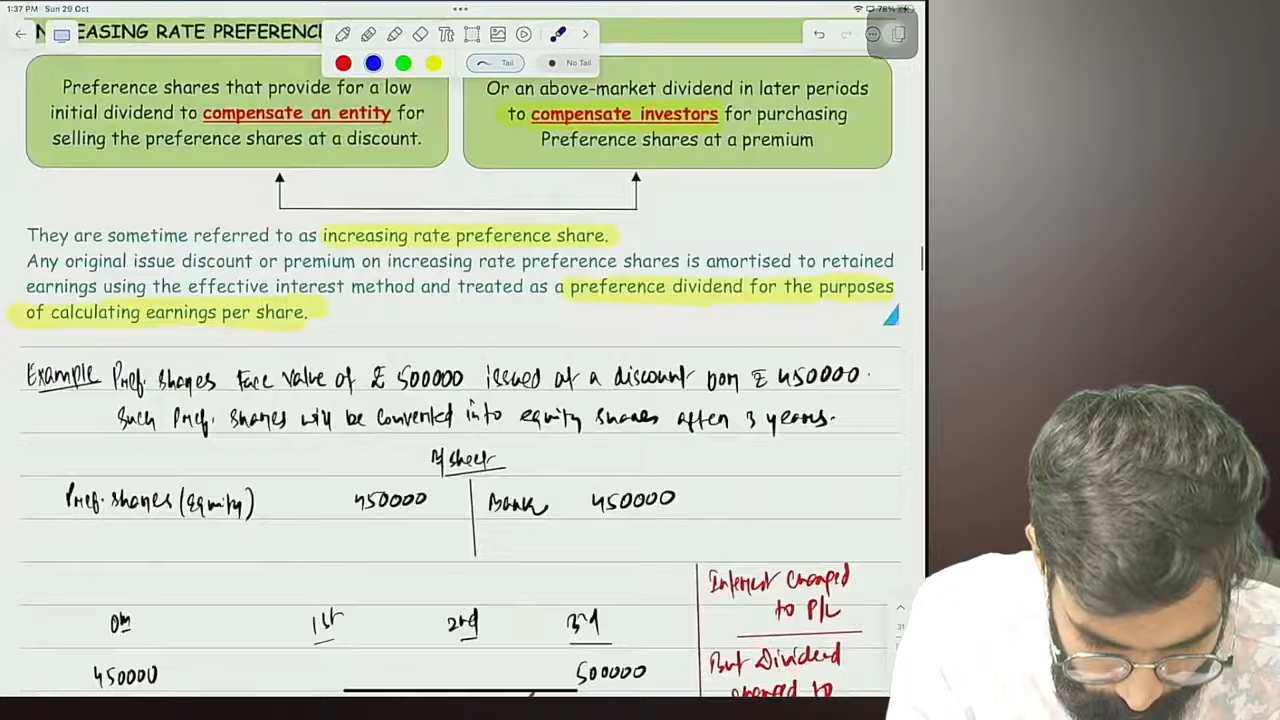 1:37 PM Sun 29 Oct
78%
EASING RATE PREFERENC
Tail
No Tail
Preference shares that provide for a low
initial dividend to compensate an entity for
selling the preference shares at a discount.
Or an above-market dividend in later periods
to compensate investors for purchasing
Preference shares at a premium
They are sometime referred to as increasing rate preference share.
Any original issue discount or premium on increasing rate preference shares is amortised to retained
earnings using the effective interest method and treated as a preference dividend for the purposes
of calculating earnings per share.
Example Pref. shares Face value of ₹ 500000 issued at a discount ₹ 450000.
Such Pref. shares will be converted into equity shares after 3 years.
B/sheet
Pref. shares (Equity) 450000 Bank 450000
Interest charged
to P/L
0th 1st 2nd 3rd
But Dividend
450000 500000
charged to